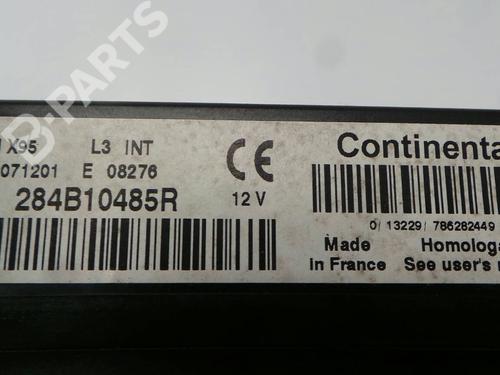 B-PARTS
X95 L3 INT
071201 E 08276
284B10485R
CE
12 V
Continenta
0/ 13229/ 786282449
Made
in France
Homologa
See user's